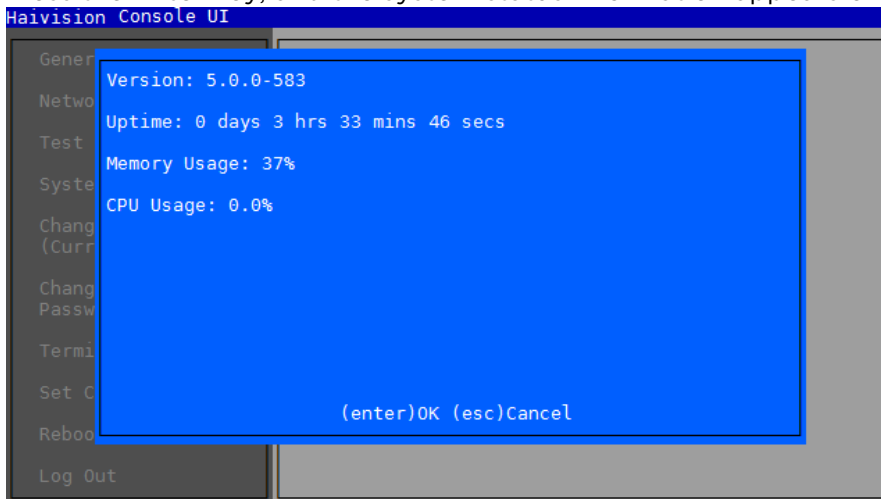 Haivision Console UI
Gener
Version: 5.0.0-583
Netwo
Uptime: 0 days 3 hrs 33 mins 46 secs
Test
Memory Usage: 37%
Syste
CPU Usage: 0.0%
Chang
(Curr
Chang
Passw
Termi
Set C
(enter)OK (esc)Cancel
Reboo
Log Out